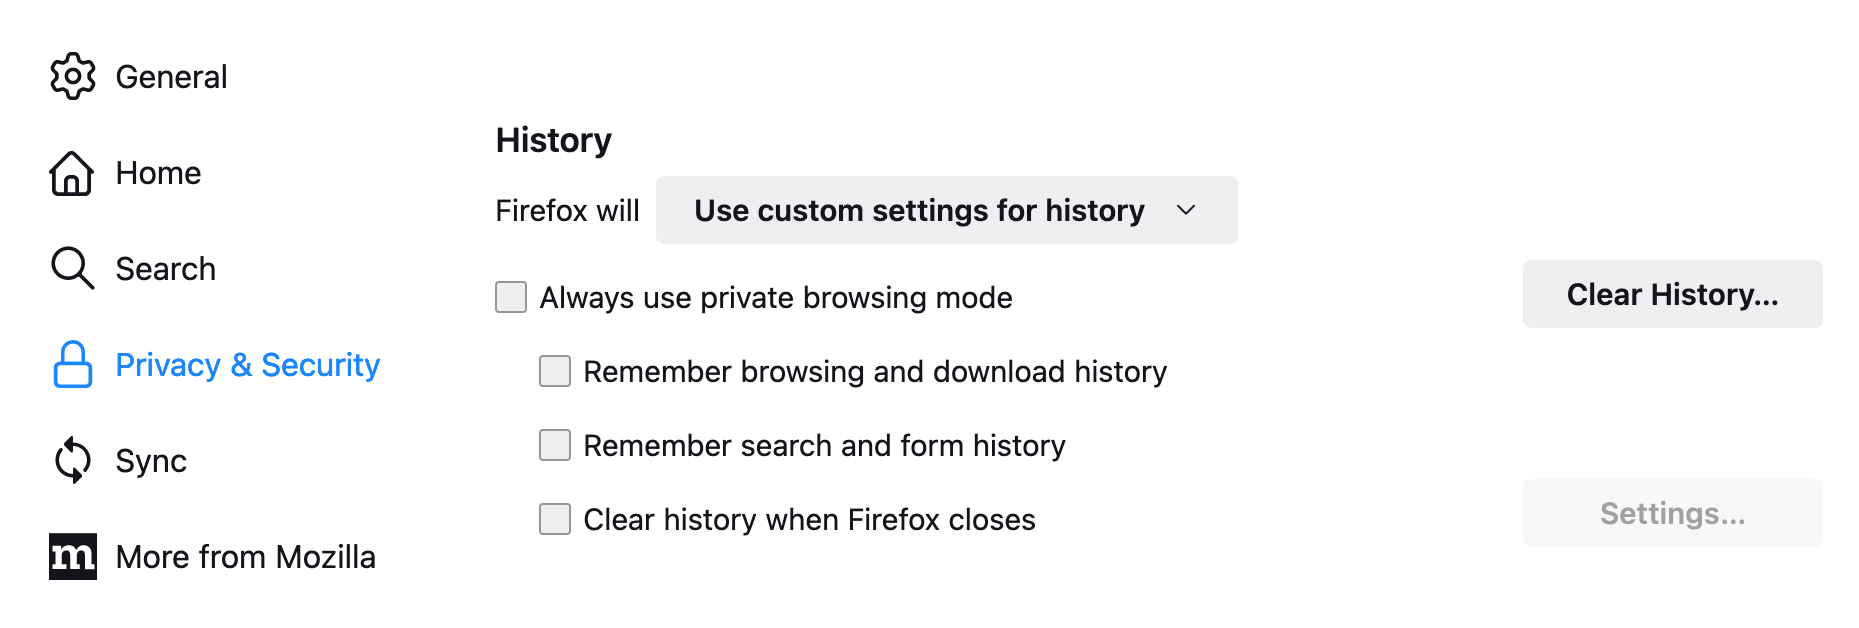 General
Home
Search
Privacy & Security
Sync
m More from Mozilla
History
Firefox will Use custom settings for history
Always use private browsing mode
Clear History...
Remember browsing and download history
Remember search and form history
Clear history when Firefox closes
Settings...